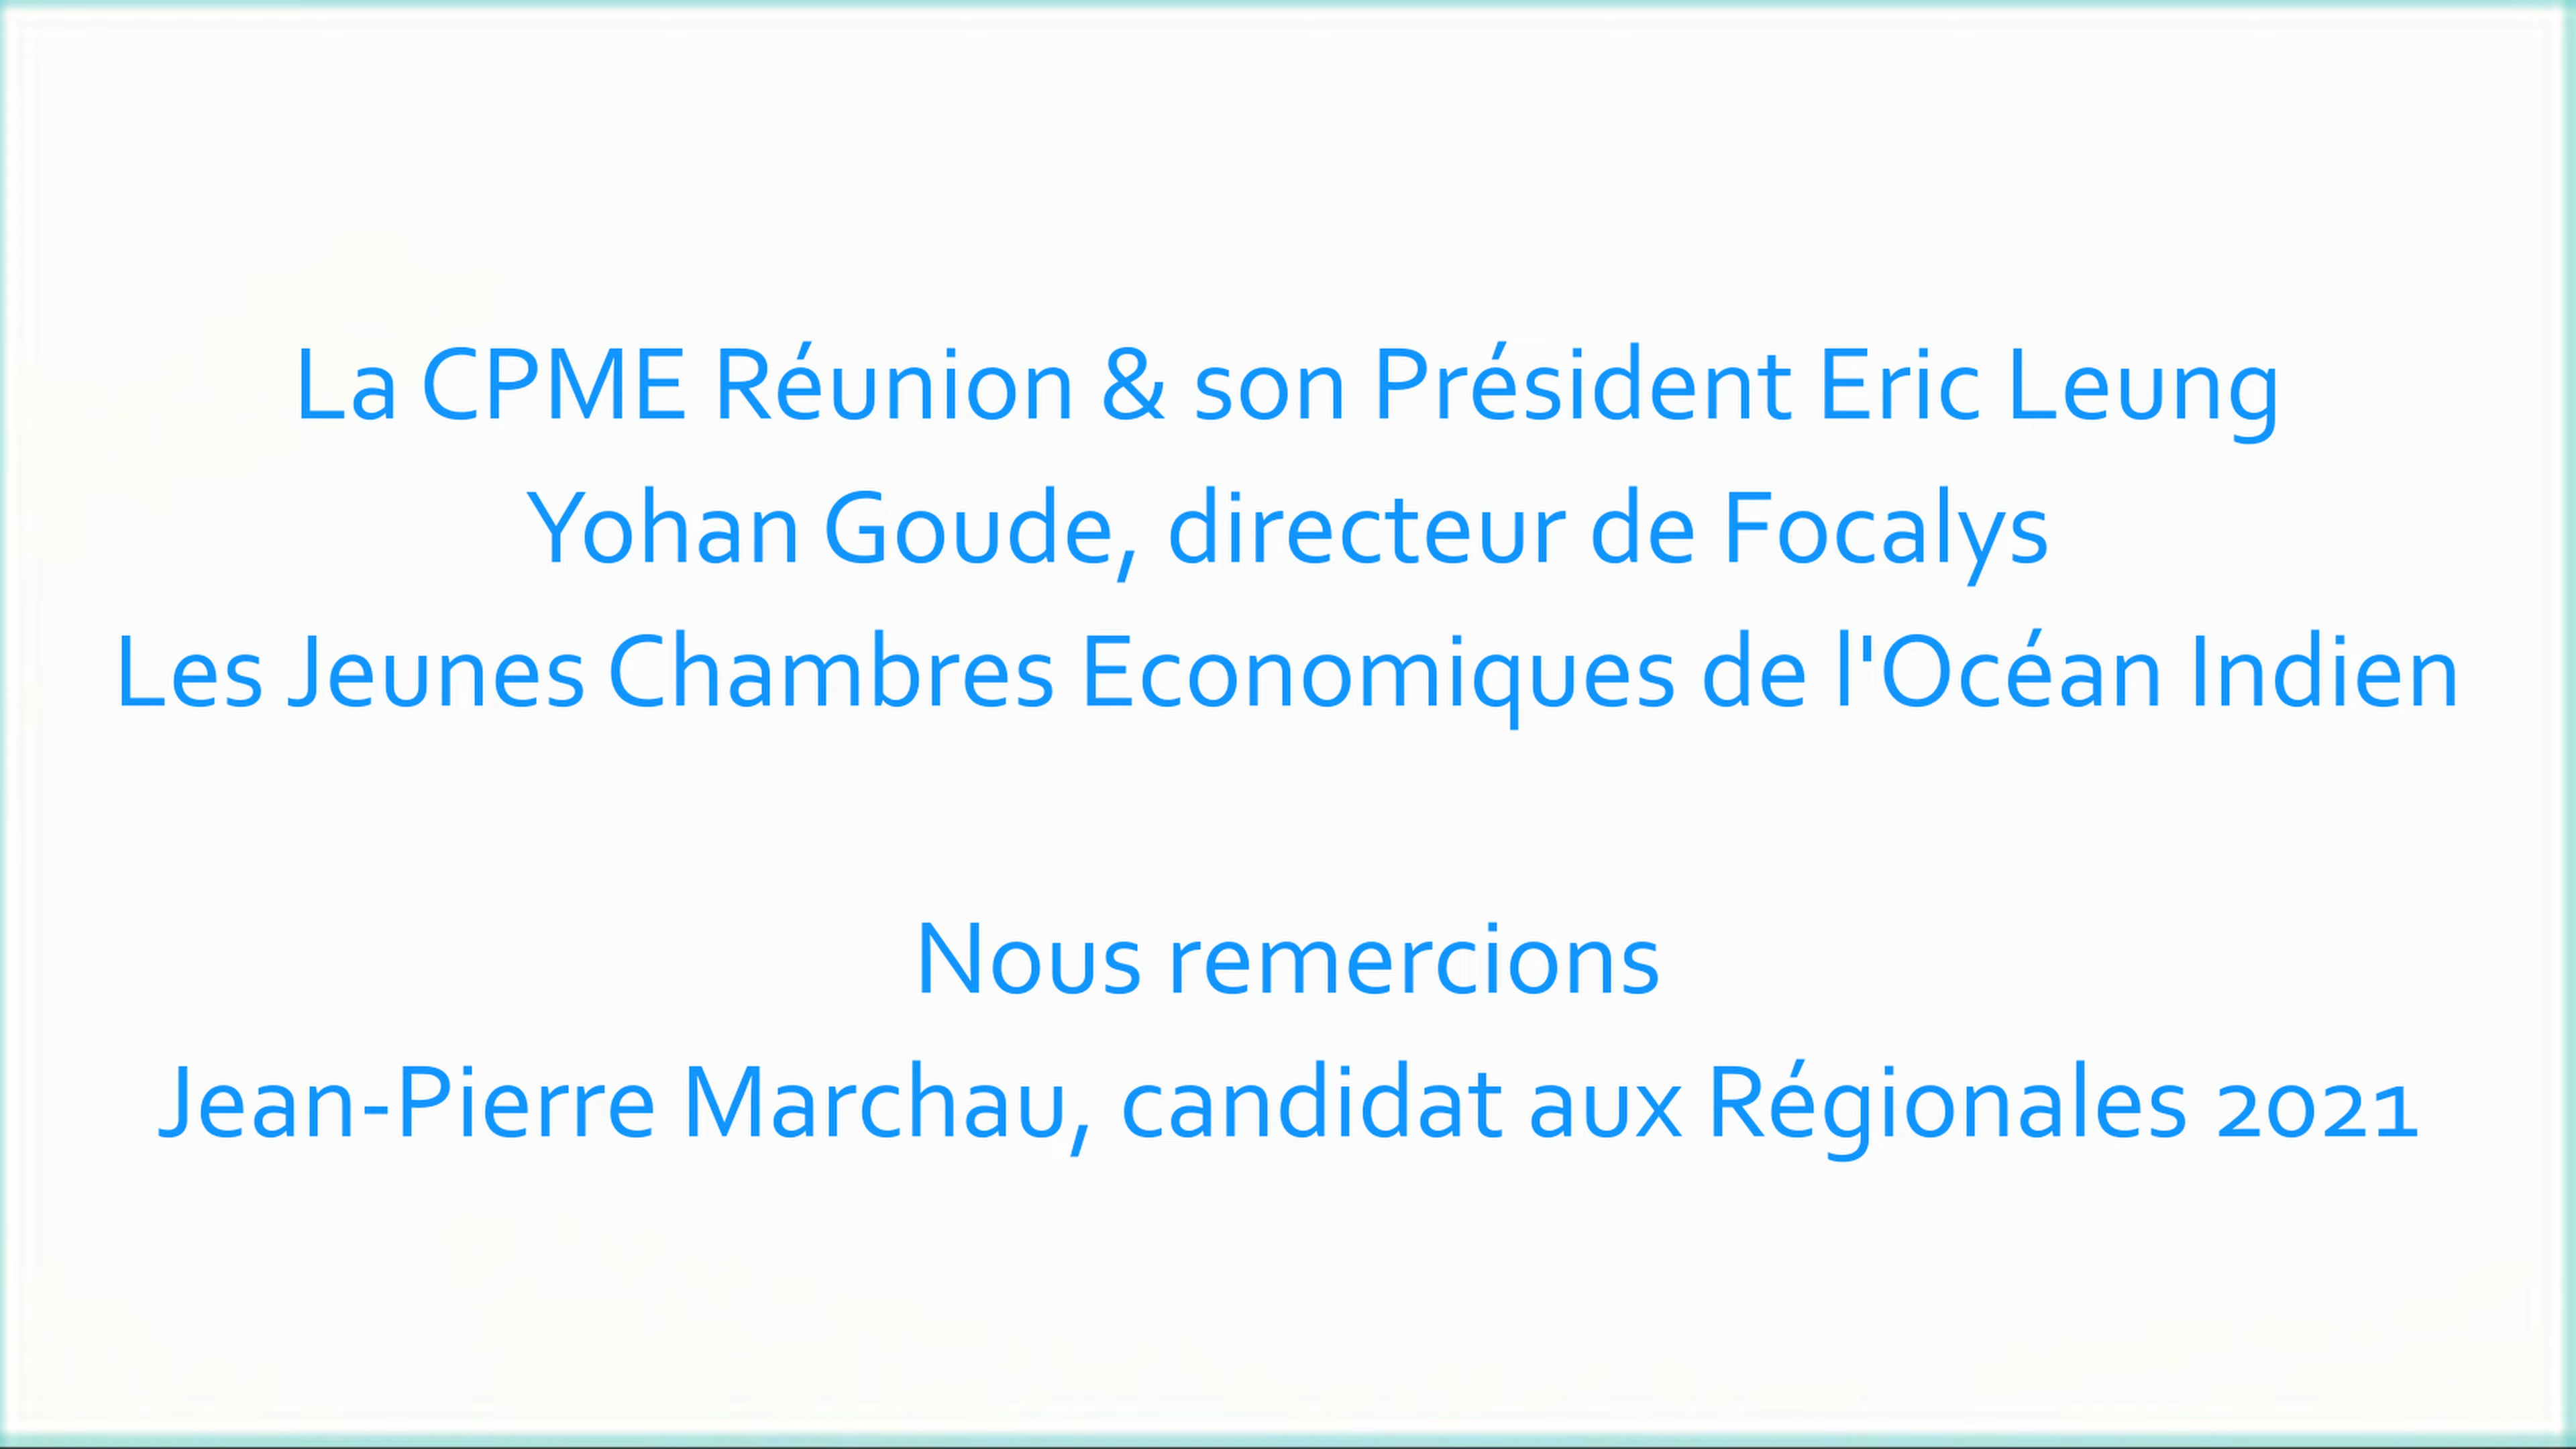 La CPME Réunion & son Président Eric Leung
Yohan Goude, directeur de Focalys
Les Jeunes Chambres Economiques de l'Océan Indien
Nous remercions
Jean-Pierre Marchau, candidat aux Régionales 2021